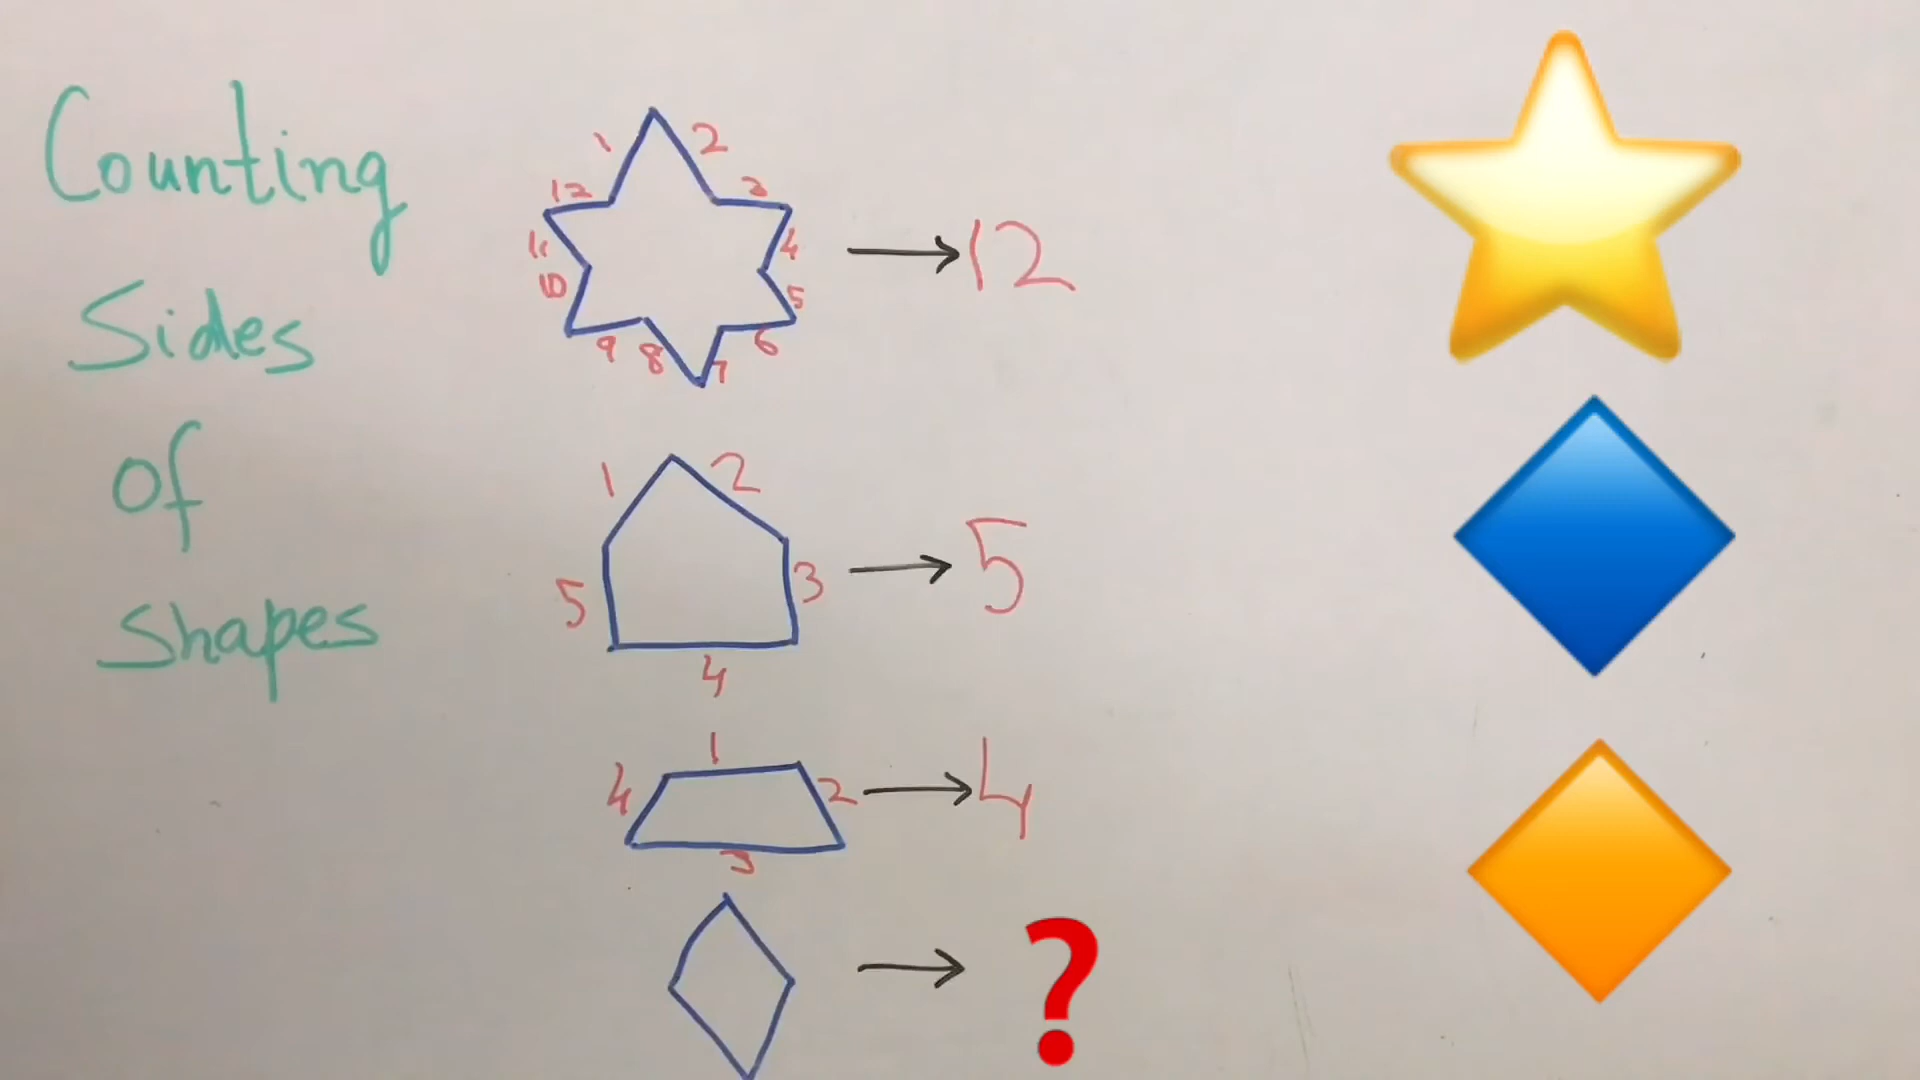 Counting
Sides
of
Shapes
1 2
12 3
11 4
10 5
9 8 7 6
→ 12
1 2
5 3
4
→ 5
1
4 2
3
→ 4
→ ?